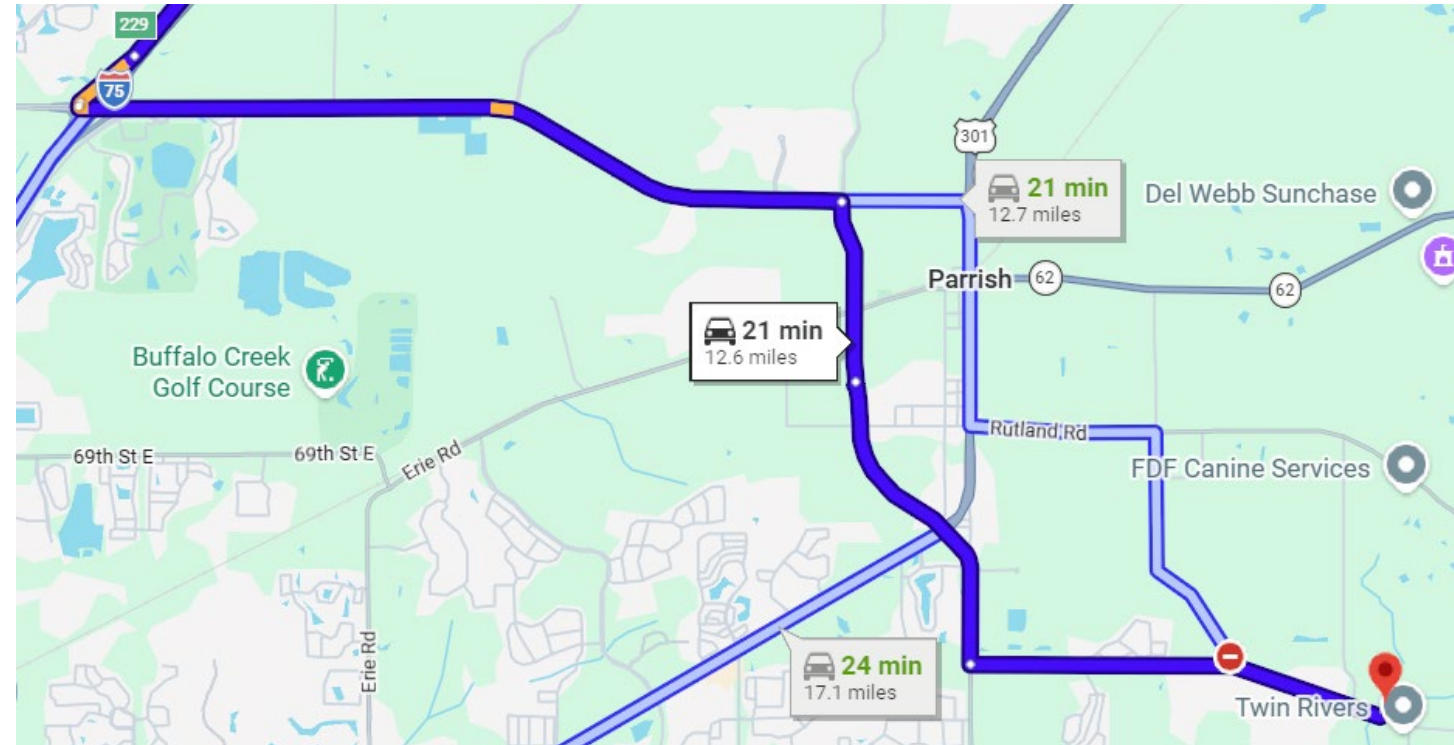 229
75
301
21 min
12.7 miles
Del Webb Sunchase
Parrish
62
62
21 min
12.6 miles
Buffalo Creek
Golf Course
Rutland Rd
69th St E
69th St E
Erie Rd
FDF Canine Services
Erie Rd
24 min
17.1 miles
Twin Rivers